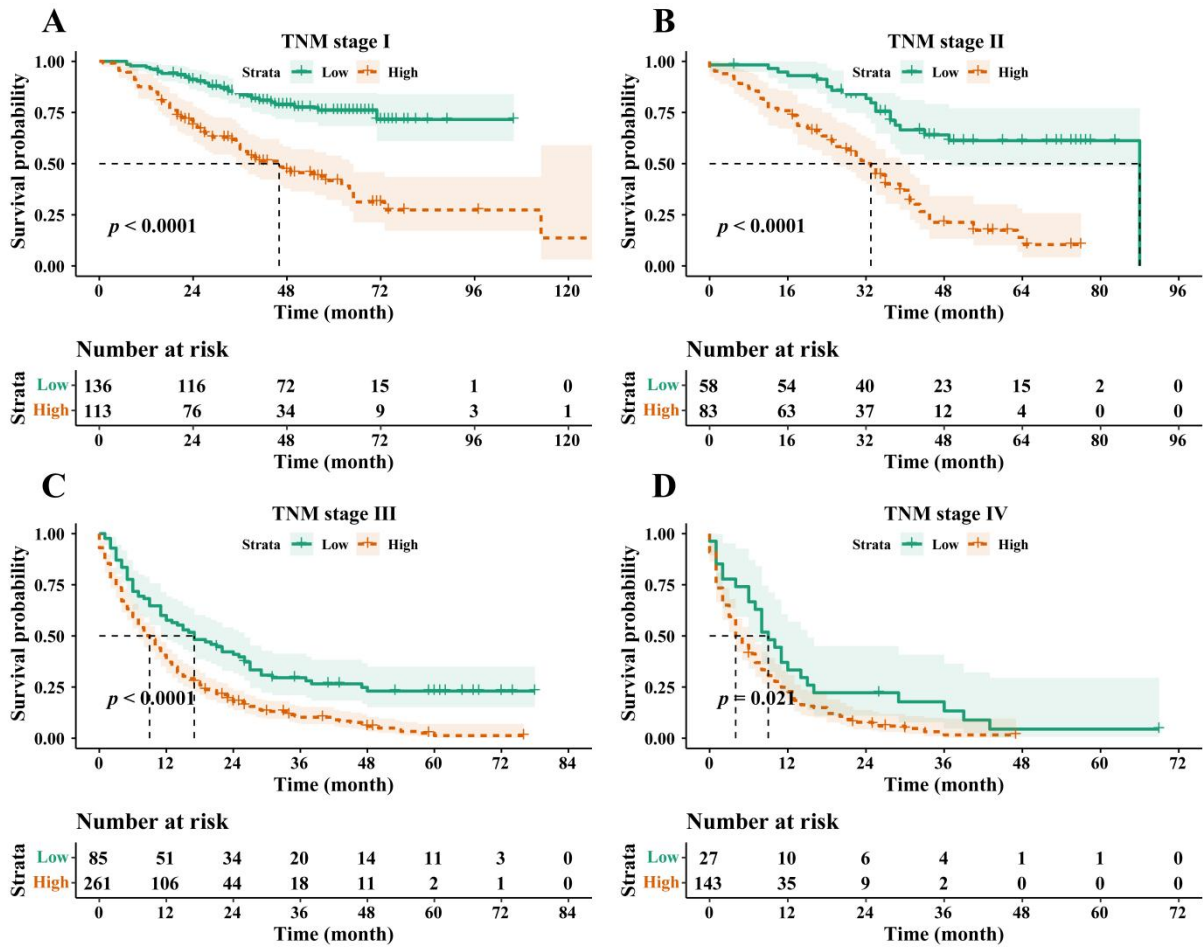 A
TNM stage I
Strata Low High
Survival probability
1.00
0.75
0.50
0.25
0.00
p < 0.0001
0 24 48 72 96 120
Time (month)
Number at risk
Strata
Low 136 116 72 15 1 0
High 113 76 34 9 3 1
0 24 48 72 96 120
Time (month)
B
TNM stage II
Strata Low High
Survival probability
1.00
0.75
0.50
0.25
0.00
p < 0.0001
0 16 32 48 64 80 96
Time (month)
Number at risk
Strata
Low 58 54 40 23 15 2 0
High 83 63 37 12 4 0 0
0 16 32 48 64 80 96
Time (month)
C
TNM stage III
Strata Low High
Survival probability
1.00
0.75
0.50
0.25
0.00
p < 0.0001
0 12 24 36 48 60 72 84
Time (month)
Number at risk
Strata
Low 85 51 34 20 14 11 3 0
High 261 106 44 18 11 2 1 0
0 12 24 36 48 60 72 84
Time (month)
D
TNM stage IV
Strata Low High
Survival probability
1.00
0.75
0.50
0.25
0.00
p = 0.021
0 12 24 36 48 60 72
Time (month)
Number at risk
Strata
Low 27 10 6 4 1 1 0
High 143 35 9 2 0 0 0
0 12 24 36 48 60 72
Time (month)